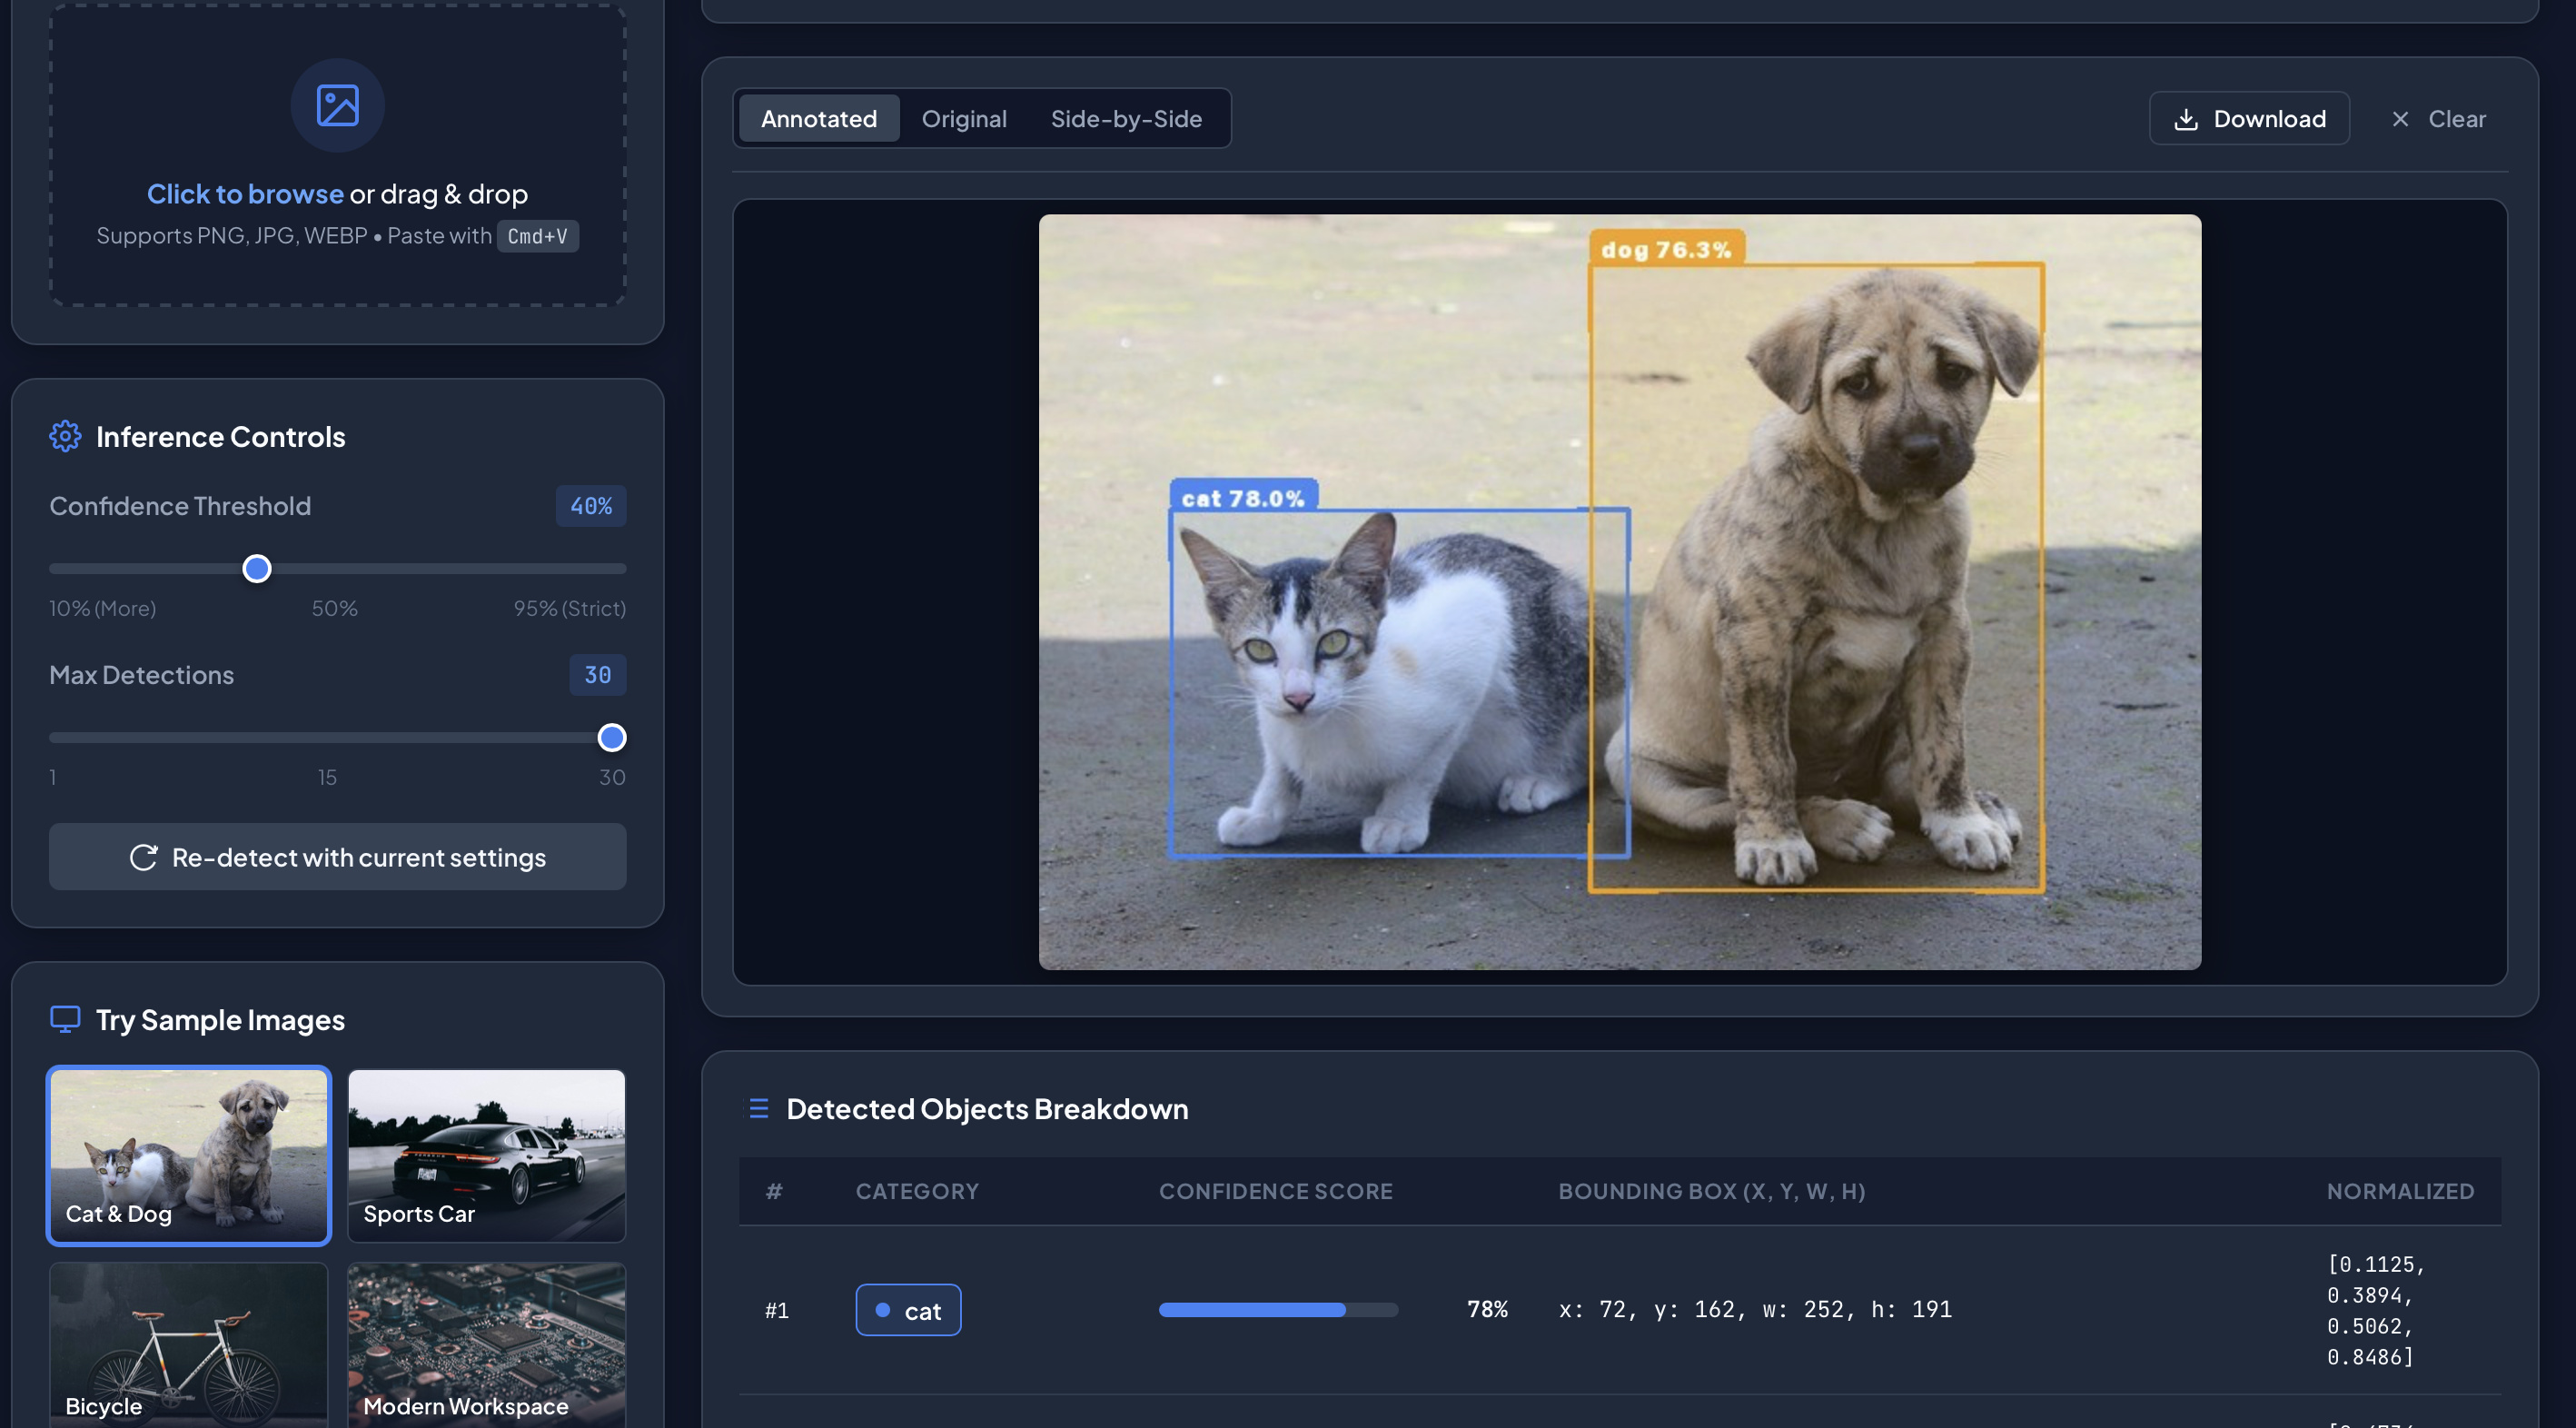 Click to browse or drag & drop
Supports PNG, JPG, WEBP • Paste with Cmd+V
Inference Controls
Confidence Threshold 40%
10% (More) 50% 95% (Strict)
Max Detections 30
1 15 30
Re-detect with current settings
Try Sample Images
Cat & Dog
Sports Car
Bicycle
Modern Workspace
Annotated Original Side-by-Side
Download Clear
dog 76.3%
cat 78.0%
Detected Objects Breakdown
# CATEGORY CONFIDENCE SCORE BOUNDING BOX (X, Y, W, H) NORMALIZED
#1 cat 78% x: 72, y: 162, w: 252, h: 191
[0.1125,
0.3894,
0.5062,
0.8486]